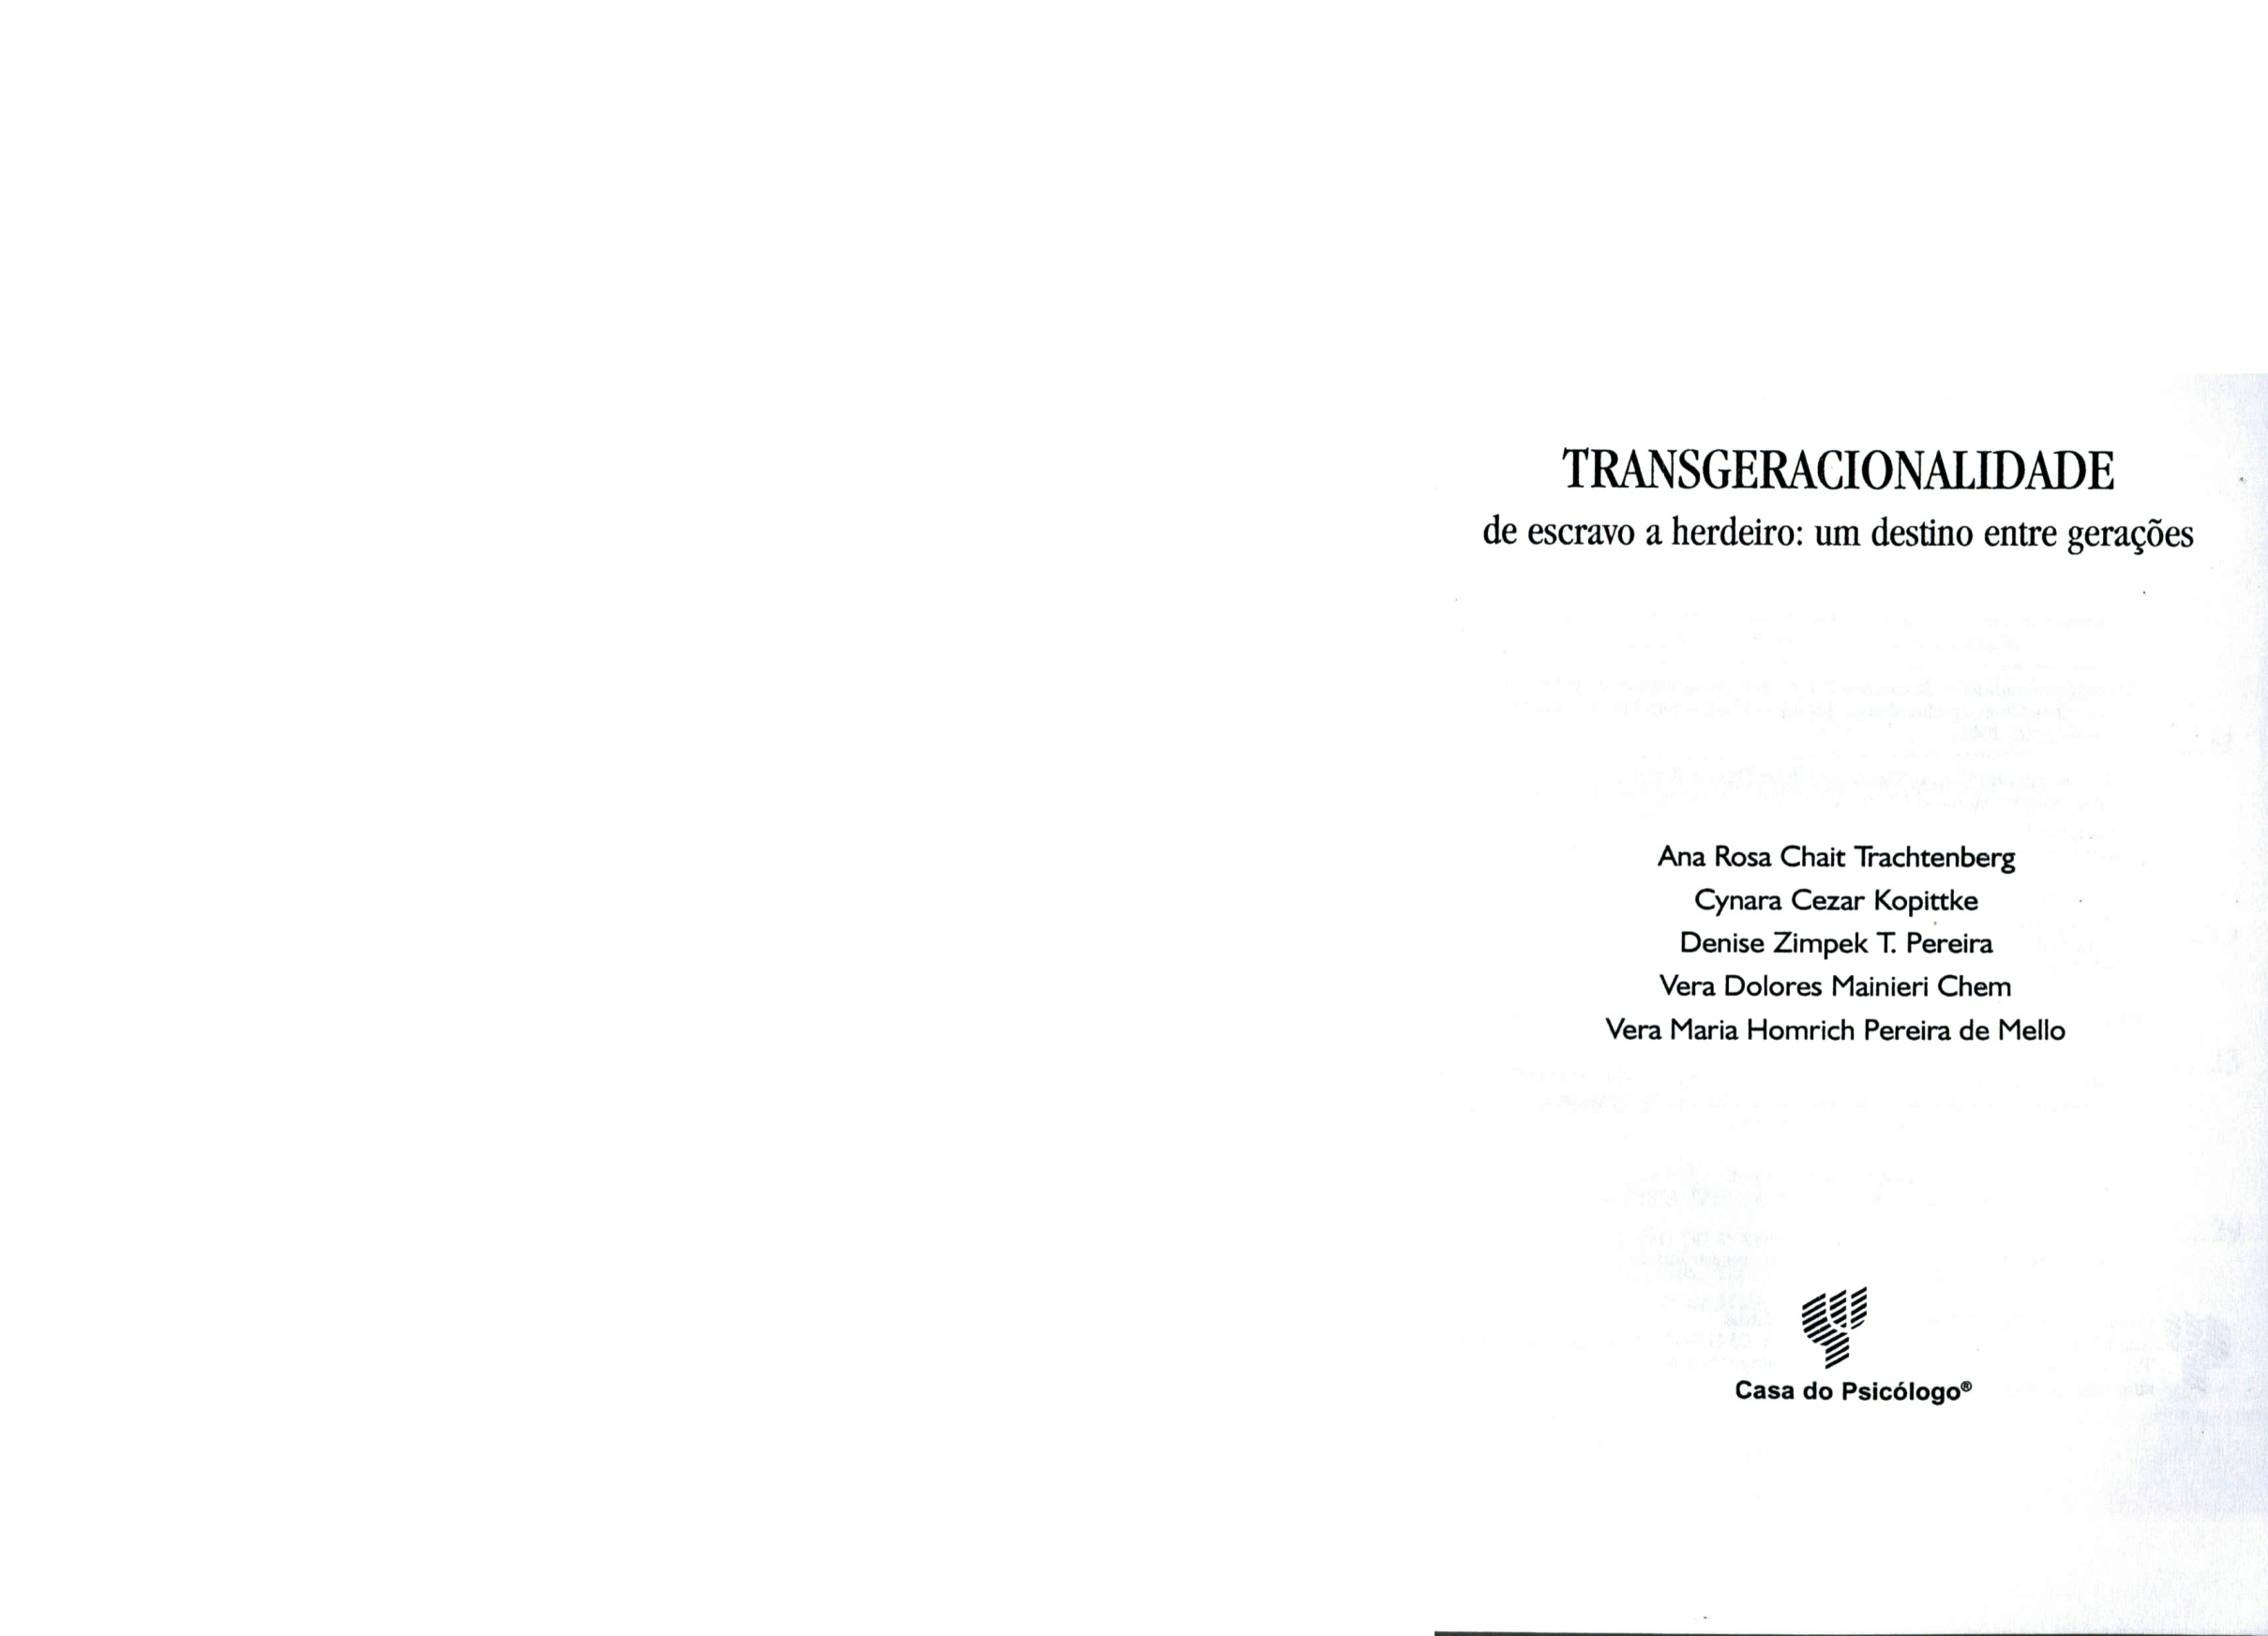 TRANSGERACIONALIDADE
de escravo a herdeiro: um destino entre gerações
Ana Rosa Chait Trachtenberg
Cynara Cezar Kopittke
Denise Zimpek T. Pereira
Vera Dolores Mainieri Chem
Vera Maria Homrich Pereira de Mello
Casa do Psicólogo®